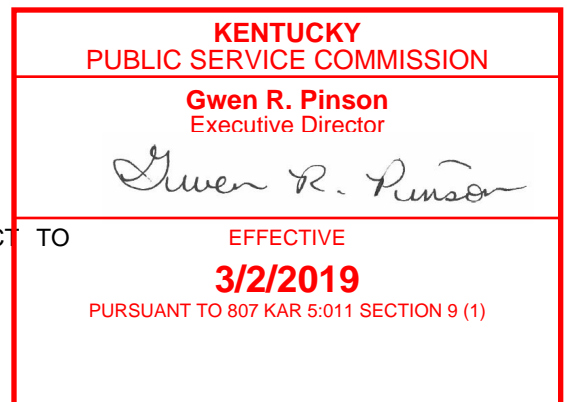 KENTUCKY
PUBLIC SERVICE COMMISSION
Gwen R. Pinson
Executive Director
Gwen R. Pinson
TO
EFFECTIVE
3/2/2019
PURSUANT TO 807 KAR 5:011 SECTION 9 (1)